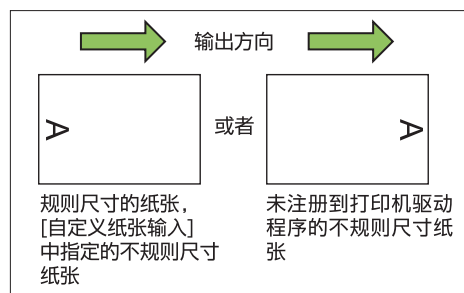 输出方向
A
或者
A
规则尺寸的纸张，
[自定义纸张输入]
中指定的不规则尺寸
纸张
未注册到打印机驱动
程序的不规则尺寸纸
张